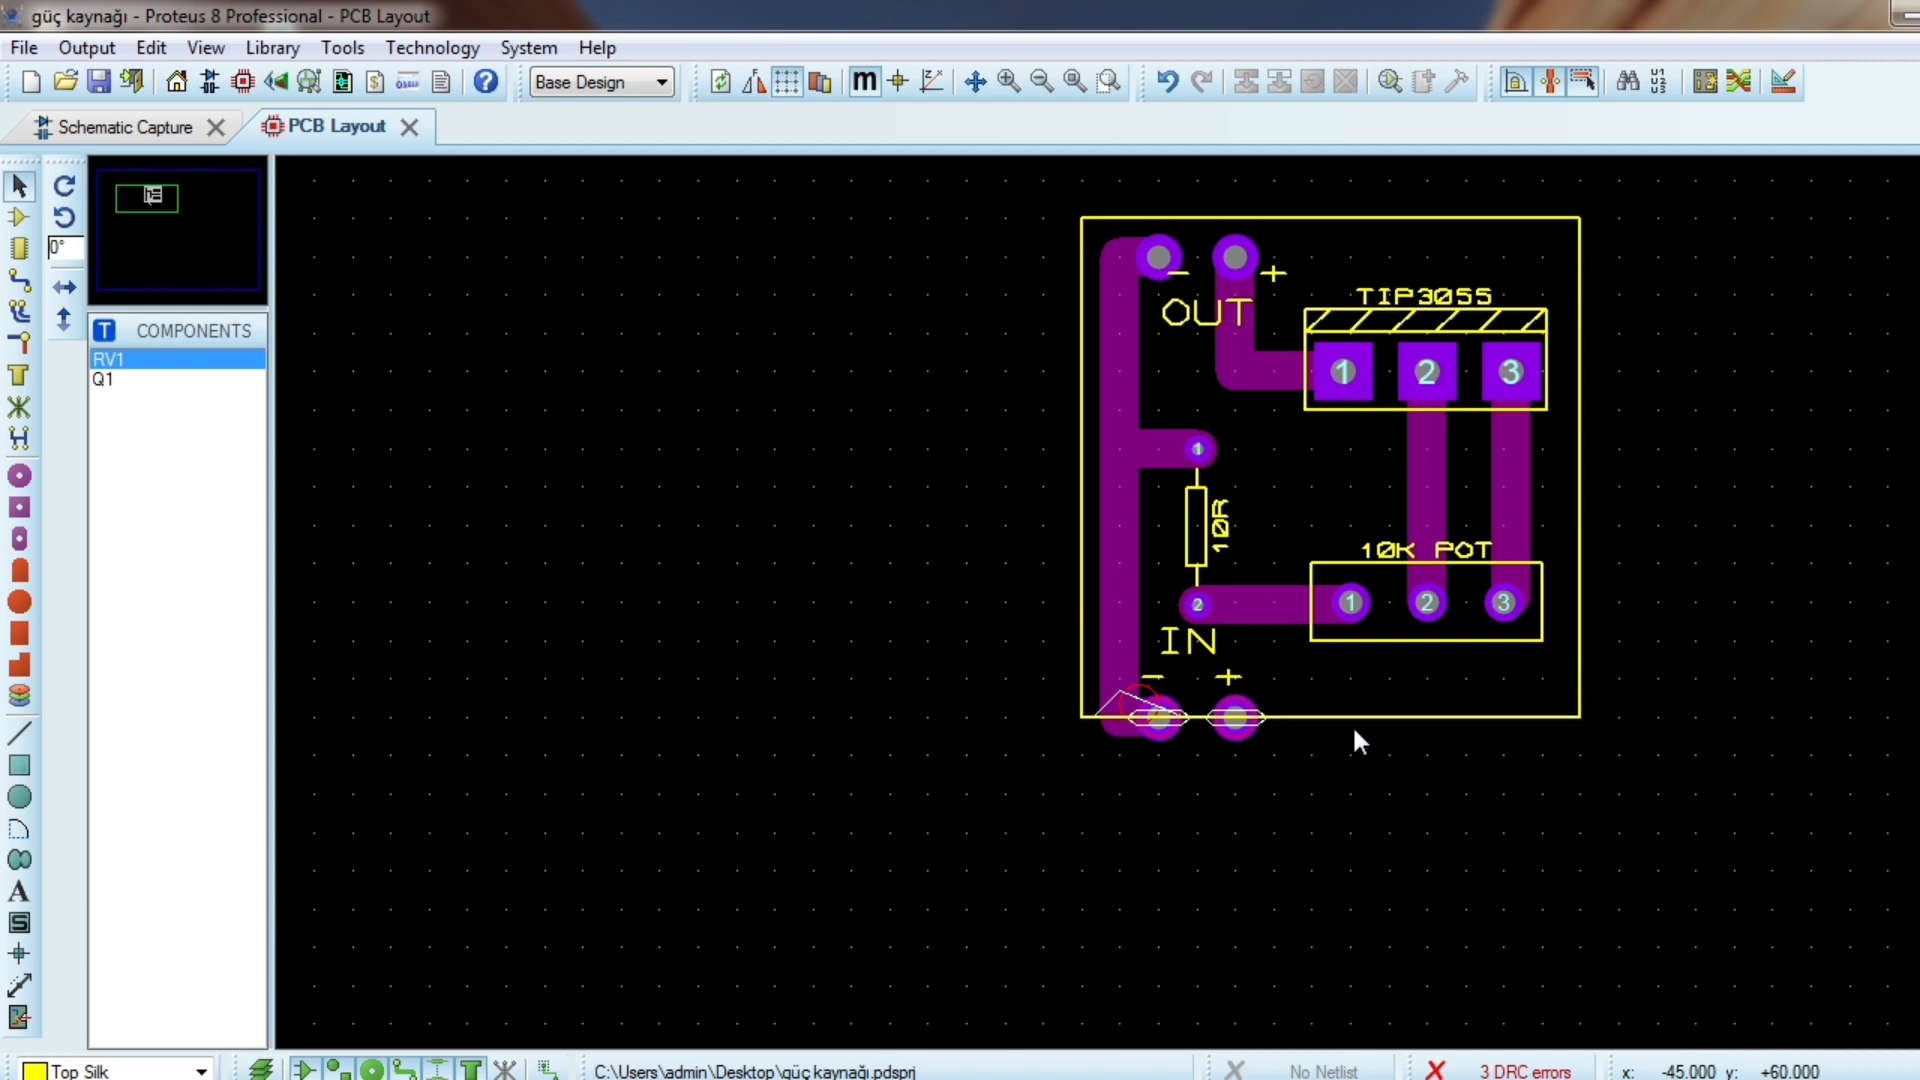 güç kaynağı - Proteus 8 Professional - PCB Layout
File Output Edit View Library Tools Technology System Help
Base Design
m
Schematic Capture
PCB Layout
0°
T COMPONENTS
RV1
Q1
- +
OUT
TIP3055
1 2 3
1
10R
10K POT
2
1 2 3
IN
- +
A
S
Top Silk
C:\Users\admin\Desktop\güç kaynağı.pdsprj
No Netlist
3 DRC errors
x: -45.000 y: +60.000